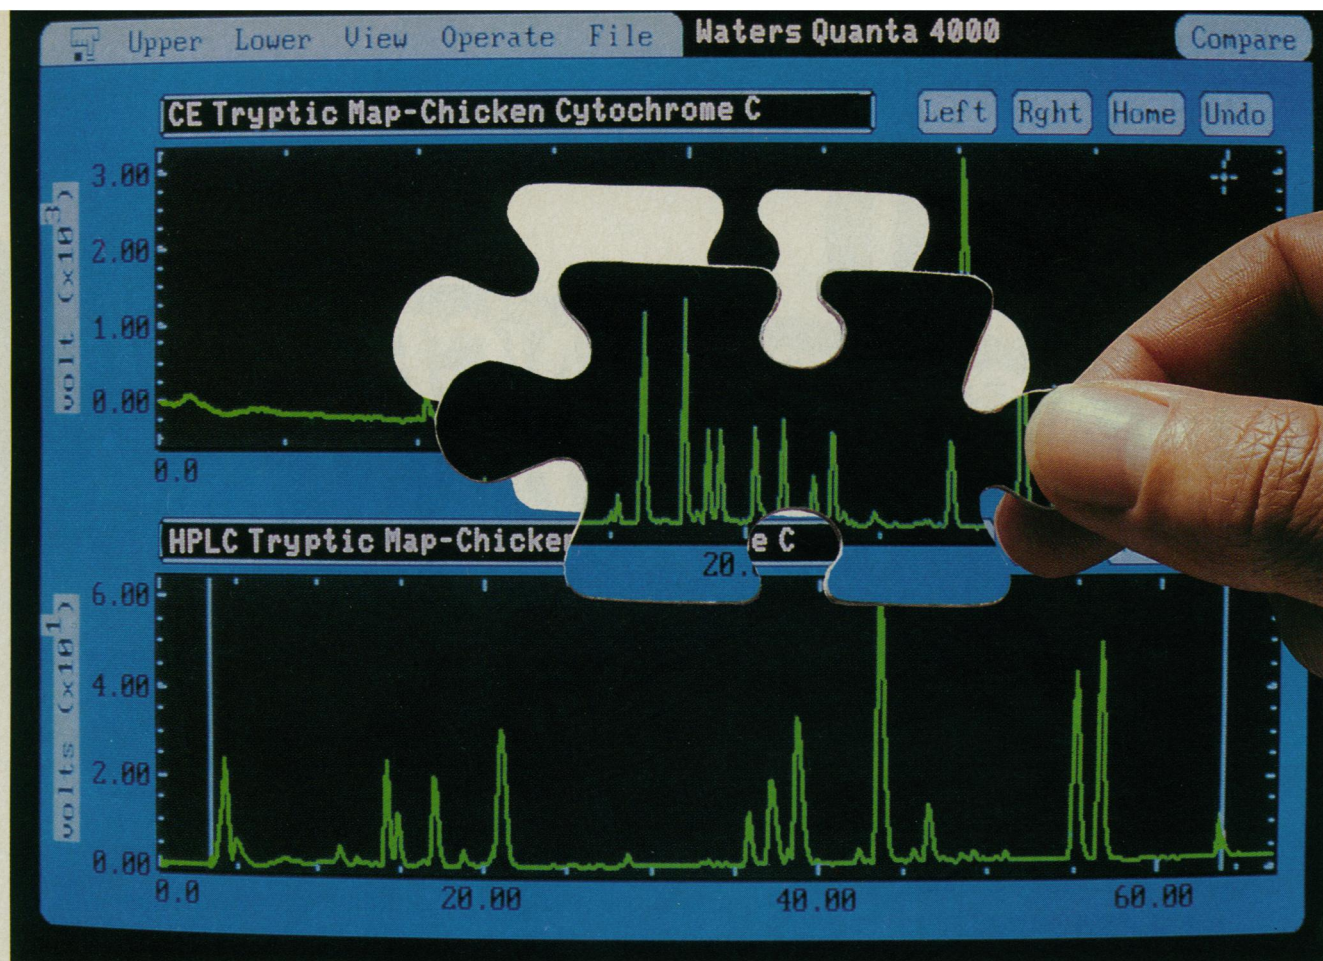 Upper Lower View Operate File Waters Quanta 4000 Compare
CE Tryptic Map-Chicken Cytochrome C Left Rght Home Undo
volt (x10³)
3.00
2.00
1.00
0.00
0.0
20.
HPLC Tryptic Map-Chicken e C
volts (x10¹)
6.00
4.00
2.00
0.00
0.0 20.00 40.00 60.00